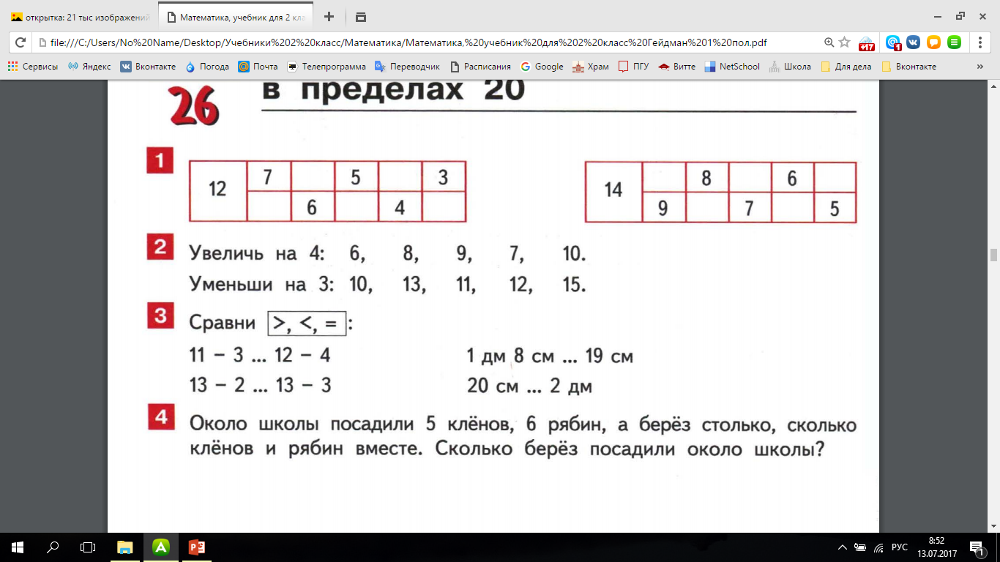 открытка: 21 тыс изображений
Математика, учебник для 2 кла
file:///C:/Users/No%20Name/Desktop/Учебники%202%20класс/Математика/Математика,%20учебник%20для%202%20класс%20Гейдман%201%20пол.pdf
+17
1
Сервисы Яндекс Вконтакте Погода Почта Телепрограмма Переводчик Расписания Google Храм ПГУ Витте NetSchool Школа Для дела Вконтакте »
26
в пределах 20
1
12 7 5 3
6 4
14 8 6
9 7 5
2 Увеличь на 4: 6, 8, 9, 7, 10.
Уменьши на 3: 10, 13, 11, 12, 15.
3 Сравни >, <, = :
11 – 3 ... 12 – 4 1 дм 8 см ... 19 см
13 – 2 ... 13 – 3 20 см ... 2 дм
4 Около школы посадили 5 клёнов, 6 рябин, а берёз столько, сколько
клёнов и рябин вместе. Сколько берёз посадили около школы?
РУС
8:52
13.07.2017
1